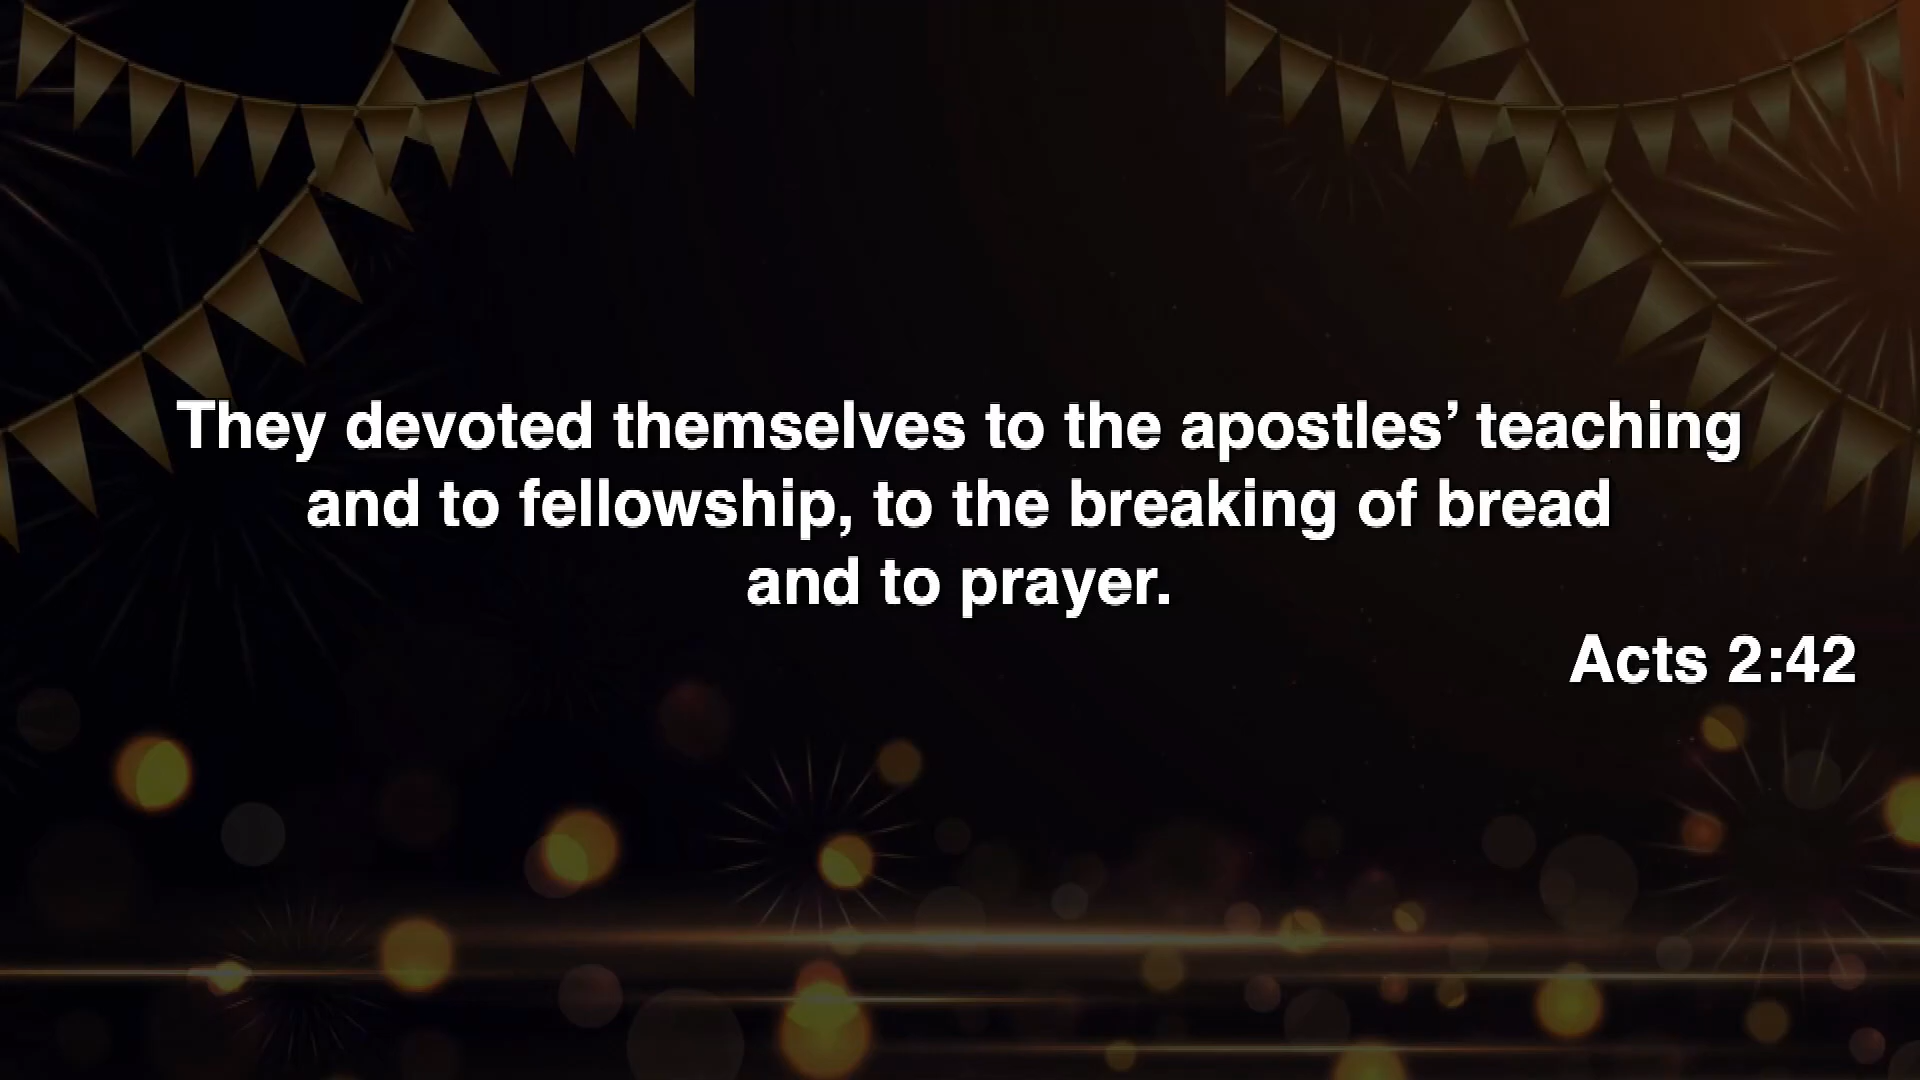 They devoted themselves to the apostles’ teaching
and to fellowship, to the breaking of bread
and to prayer.
Acts 2:42